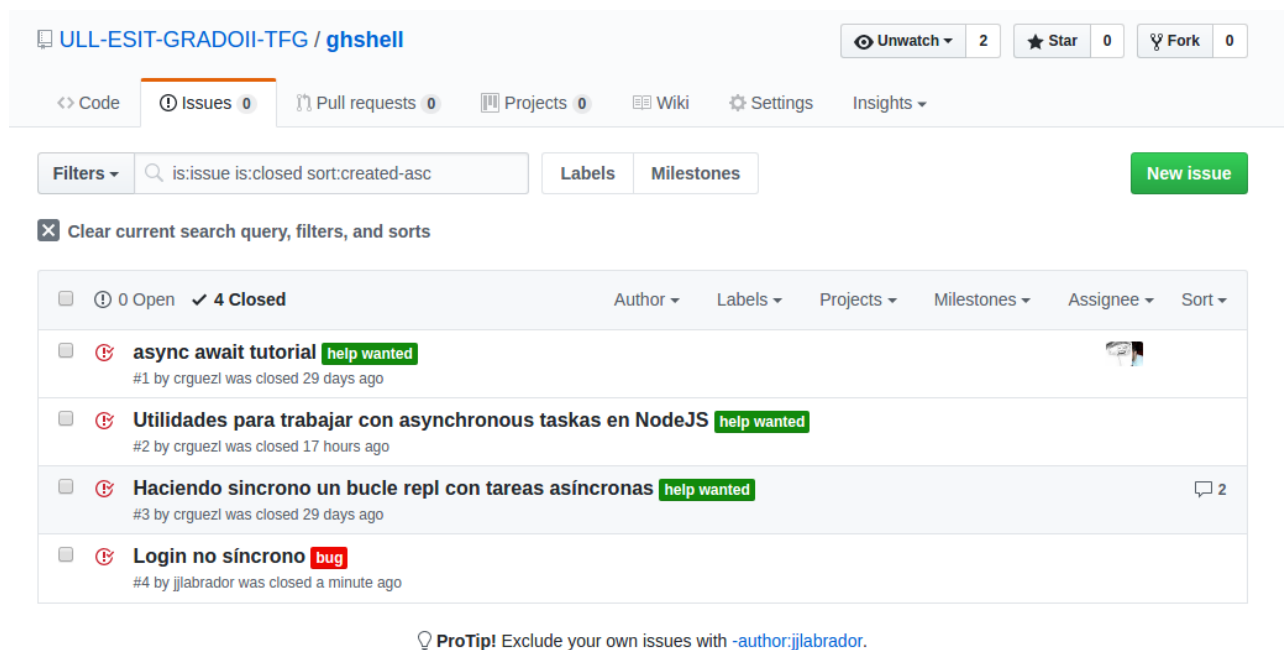 ULL-ESIT-GRADOII-TFG / ghshell
Unwatch 2 Star 0 Fork 0
<> Code Issues 0 Pull requests 0 Projects 0 Wiki Settings Insights
Filters is:issue is:closed sort:created-asc Labels Milestones New issue
Clear current search query, filters, and sorts
0 Open 4 Closed Author Labels Projects Milestones Assignee Sort
async await tutorial help wanted
#1 by crguezl was closed 29 days ago
Utilidades para trabajar con asynchronous taskas en NodeJS help wanted
#2 by crguezl was closed 17 hours ago
Haciendo sincrono un bucle repl con tareas asíncronas help wanted 2
#3 by crguezl was closed 29 days ago
Login no síncrono bug
#4 by jjlabrador was closed a minute ago
ProTip! Exclude your own issues with -author:jjlabrador.